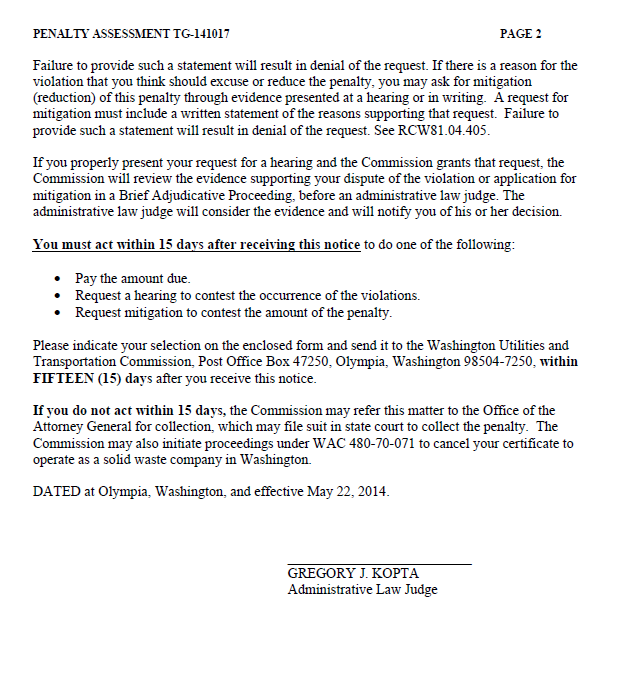 PENALTY ASSESSMENT TG-141017 PAGE 2
Failure to provide such a statement will result in denial of the request. If there is a reason for the
violation that you think should excuse or reduce the penalty, you may ask for mitigation
(reduction) of this penalty through evidence presented at a hearing or in writing. A request for
mitigation must include a written statement of the reasons supporting that request. Failure to
provide such a statement will result in denial of the request. See RCW81.04.405.
If you properly present your request for a hearing and the Commission grants that request, the
Commission will review the evidence supporting your dispute of the violation or application for
mitigation in a Brief Adjudicative Proceeding, before an administrative law judge. The
administrative law judge will consider the evidence and will notify you of his or her decision.
You must act within 15 days after receiving this notice to do one of the following:
• Pay the amount due.
• Request a hearing to contest the occurrence of the violations.
• Request mitigation to contest the amount of the penalty.
Please indicate your selection on the enclosed form and send it to the Washington Utilities and
Transportation Commission, Post Office Box 47250, Olympia, Washington 98504-7250, within
FIFTEEN (15) days after you receive this notice.
If you do not act within 15 days, the Commission may refer this matter to the Office of the
Attorney General for collection, which may file suit in state court to collect the penalty. The
Commission may also initiate proceedings under WAC 480-70-071 to cancel your certificate to
operate as a solid waste company in Washington.
DATED at Olympia, Washington, and effective May 22, 2014.
GREGORY J. KOPTA
Administrative Law Judge